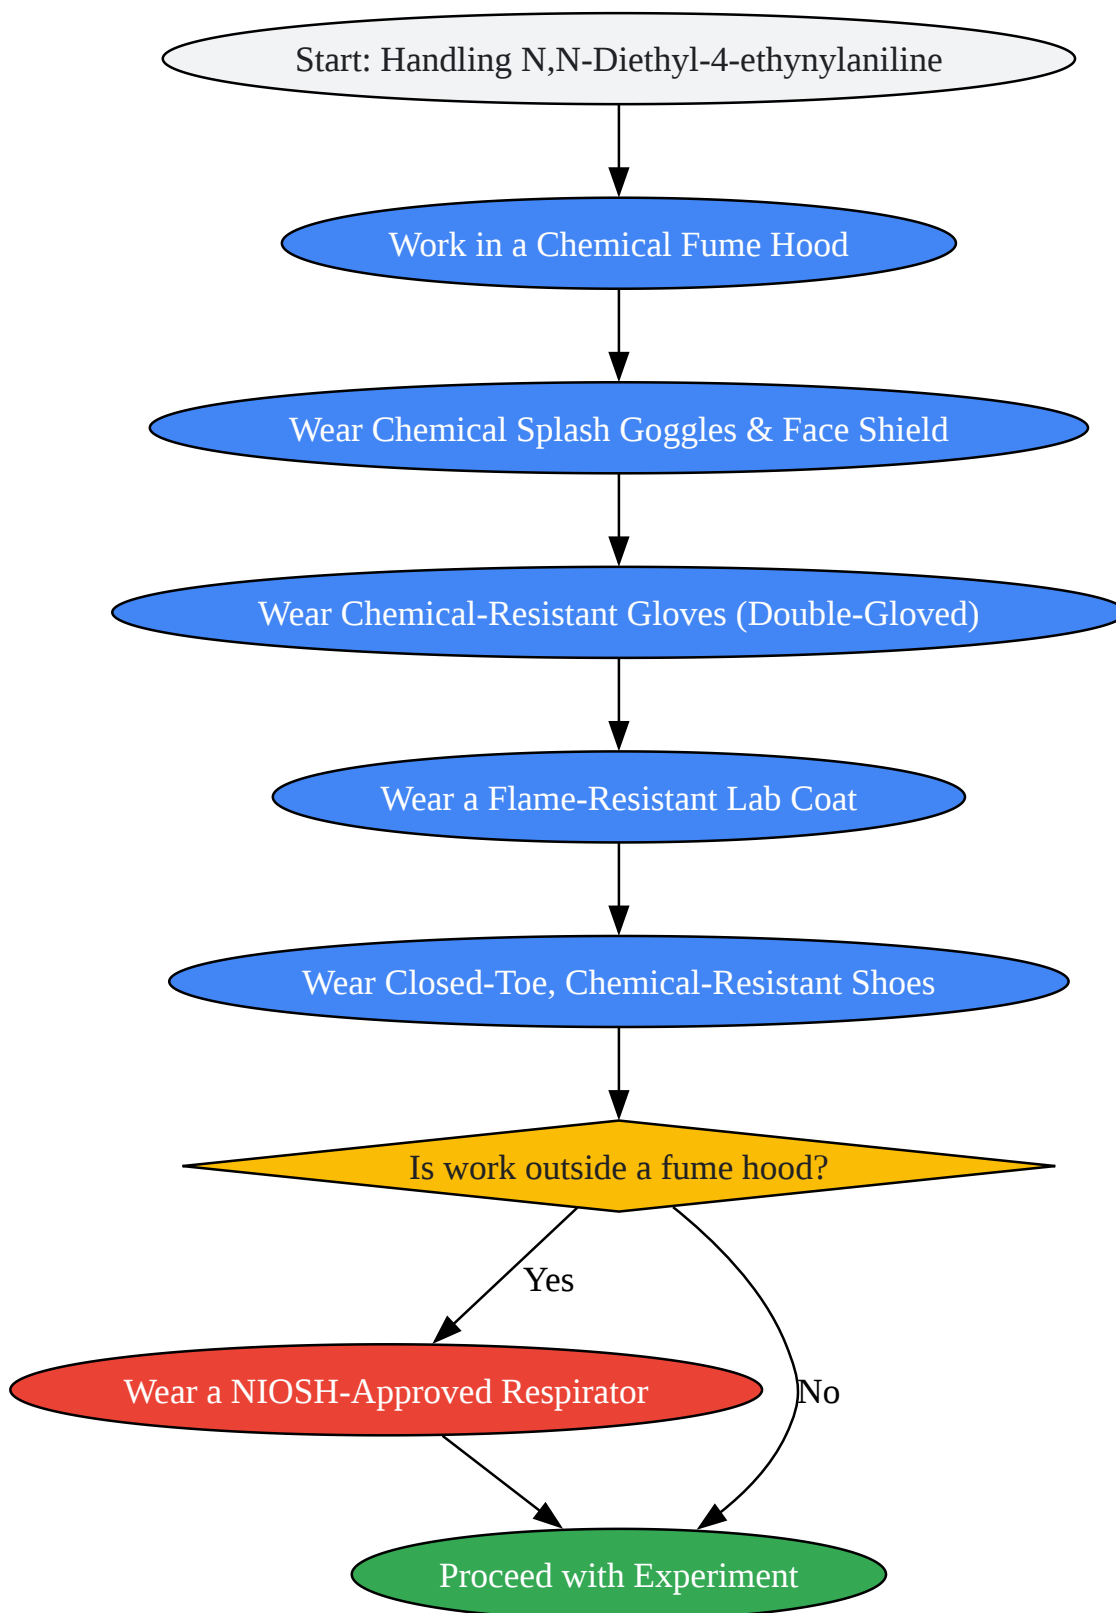 Start: Handling N,N-Diethyl-4-ethynylaniline
Work in a Chemical Fume Hood
Wear Chemical Splash Goggles & Face Shield
Wear Chemical-Resistant Gloves (Double-Gloved)
Wear a Flame-Resistant Lab Coat
Wear Closed-Toe, Chemical-Resistant Shoes
Is work outside a fume hood?
Yes
Wear a NIOSH-Approved Respirator
No
Proceed with Experiment